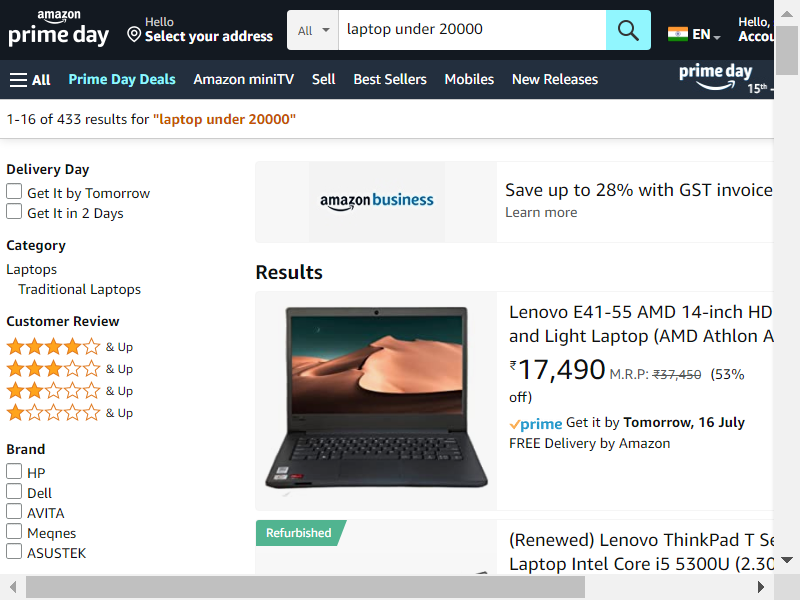 amazon
prime day
Hello
Select your address
All
laptop under 20000
EN
Hello,
Accou
All
Prime Day Deals
Amazon miniTV
Sell
Best Sellers
Mobiles
New Releases
prime day
15th -
1-16 of 433 results for "laptop under 20000"
Delivery Day
Get It by Tomorrow
Get It in 2 Days
Category
Laptops
Traditional Laptops
Customer Review
& Up
& Up
& Up
& Up
Brand
HP
Dell
AVITA
Meqnes
ASUSTEK
amazon business
Save up to 28% with GST invoice
Learn more
Results
Lenovo E41-55 AMD 14-inch HD
and Light Laptop (AMD Athlon A
₹17,490 M.R.P: ₹37,450 (53%
off)
prime Get it by Tomorrow, 16 July
FREE Delivery by Amazon
Refurbished
(Renewed) Lenovo ThinkPad T Se
Laptop Intel Core i5 5300U (2.30